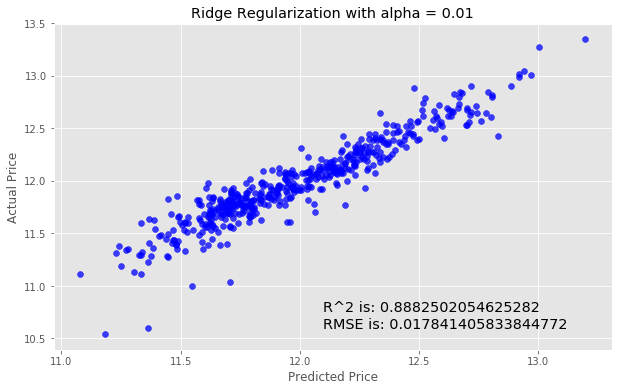 Ridge Regularization with alpha = 0.01
13.5
13.0
12.5
12.0
11.5
11.0
10.5
Actual Price
R^2 is: 0.8882502054625282
RMSE is: 0.017841405833844772
11.0 11.5 12.0 12.5 13.0
Predicted Price